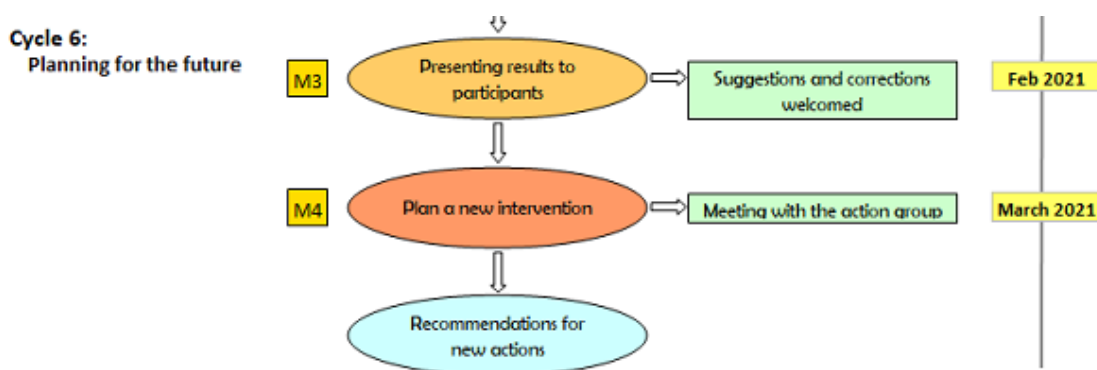 Cycle 6:
Planning for the future
M3
Presenting results to
participants
Suggestions and corrections
welcomed
Feb 2021
M4
Plan a new intervention
Meeting with the action group
March 2021
Recommendations for
new actions